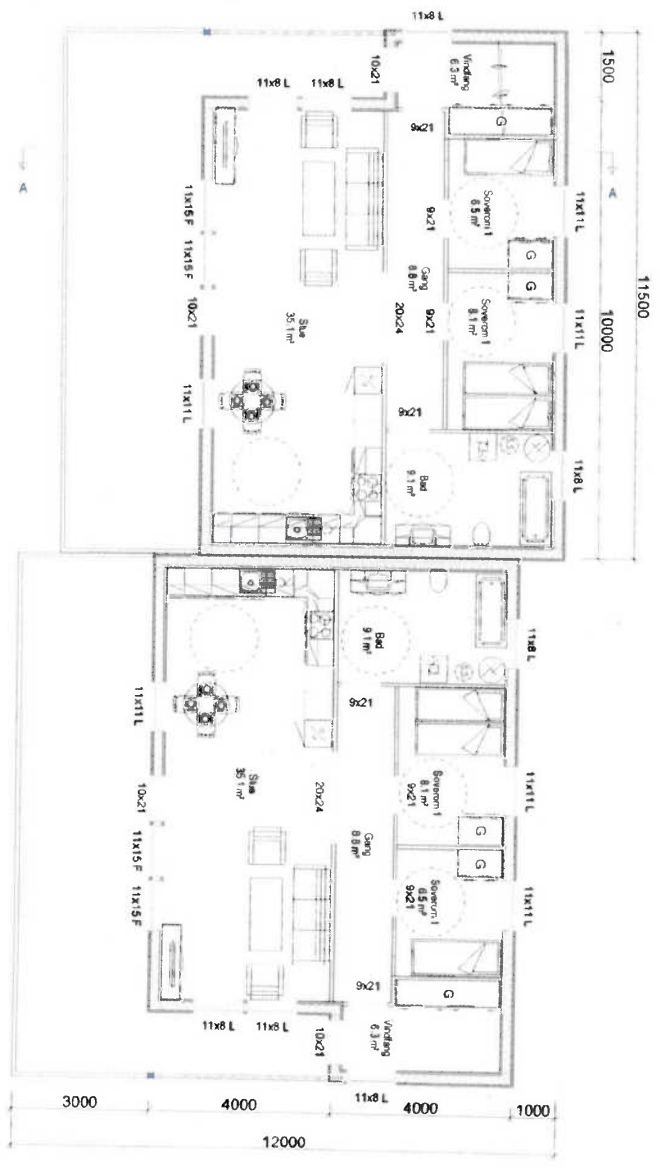 11x8 L
10x21
Vindfang
6.3 m²
1500
11x8 L
11x8 L
G
9x21
A
A
11x15 F
9x21
Soverom 1
6.5 m²
11x11 L
11x15 F
Gang
8.8 m²
G
G
11500
10x21
Stue
35.1 m²
20x24
9x21
Soverom 1
8.1 m²
11x11 L
10000
11x11 L
9x21
Bad
9.1 m²
11x8 L
Bad
9.1 m²
11x8 L
11x11 L
9x21
10x21
Stue
35.1 m²
20x24
Soverom 1
8.1 m²
9x21
11x11 L
G
G
11x15 F
Gang
8.8 m²
11x15 F
Soverom 1
6.5 m²
9x21
11x11 L
9x21
G
11x8 L
11x8 L
10x21
Vindfang
6.3 m²
11x8 L
3000
4000
4000
1000
12000